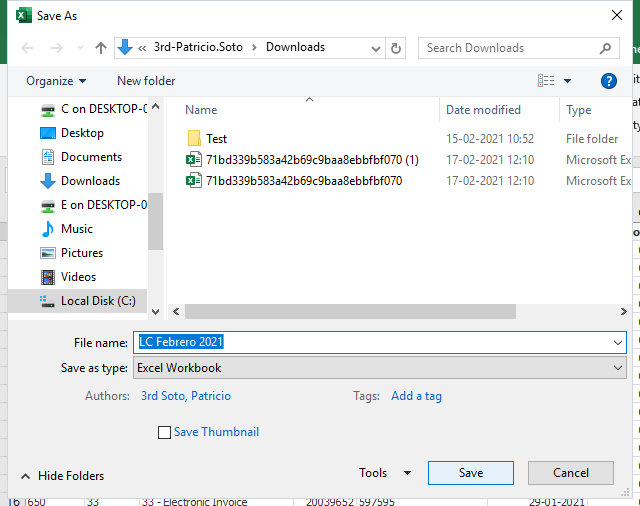 Save As
« 3rd-Patricio.Soto > Downloads
Search Downloads
Organize
New folder
?
Name
Date modified
Type
C on DESKTOP-0
Desktop
Documents
Downloads
E on DESKTOP-0
Music
Pictures
Videos
Local Disk (C:)
Test 15-02-2021 10:52 File folder
71bd339b583a42b69c9baa8ebbfbf070 (1) 17-02-2021 12:10 Microsoft Ex
71bd339b583a42b69c9baa8ebbfbf070 17-02-2021 12:10 Microsoft Ex
File name: LC Febrero 2021
Save as type: Excel Workbook
Authors: 3rd Soto, Patricio
Tags: Add a tag
Save Thumbnail
Hide Folders
Tools
Save
Cancel
16 650 33 33 - Electronic Invoice 20039652 597595 29-01-2021